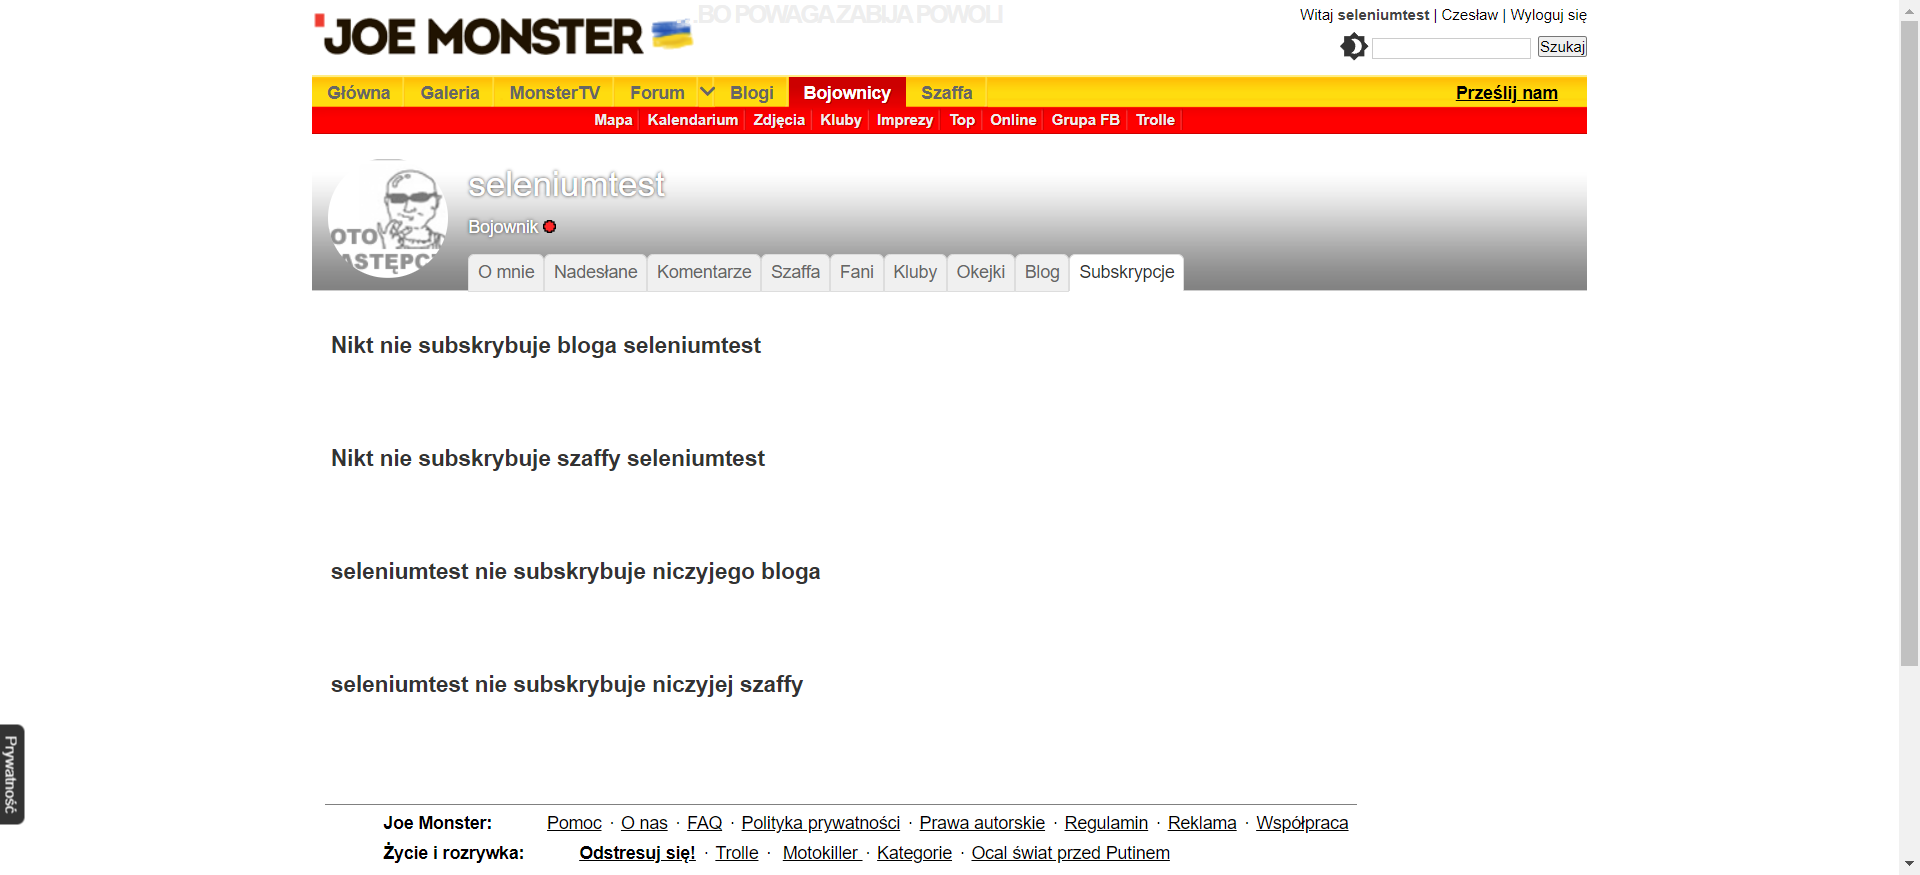 JOE MONSTER
BO POWAGA ZABIJA POWOLI
Witaj seleniumtest | Czesław | Wyloguj się
Szukaj
Główna Galeria MonsterTV Forum Blogi Bojownicy Szaffa Prześlij nam
Mapa Kalendarium Zdjęcia Kluby Imprezy Top Online Grupa FB Trolle
OTO
ASTĘPC
seleniumtest
Bojownik
O mnie Nadesłane Komentarze Szaffa Fani Kluby Okejki Blog Subskrypcje
Nikt nie subskrybuje bloga seleniumtest
Nikt nie subskrybuje szaffy seleniumtest
seleniumtest nie subskrybuje niczyjego bloga
seleniumtest nie subskrybuje niczyjej szaffy
Prywatność
Joe Monster: Pomoc · O nas · FAQ · Polityka prywatności · Prawa autorskie · Regulamin · Reklama · Współpraca
Życie i rozrywka: Odstresuj się! · Trolle · Motokiller · Kategorie · Ocal świat przed Putinem